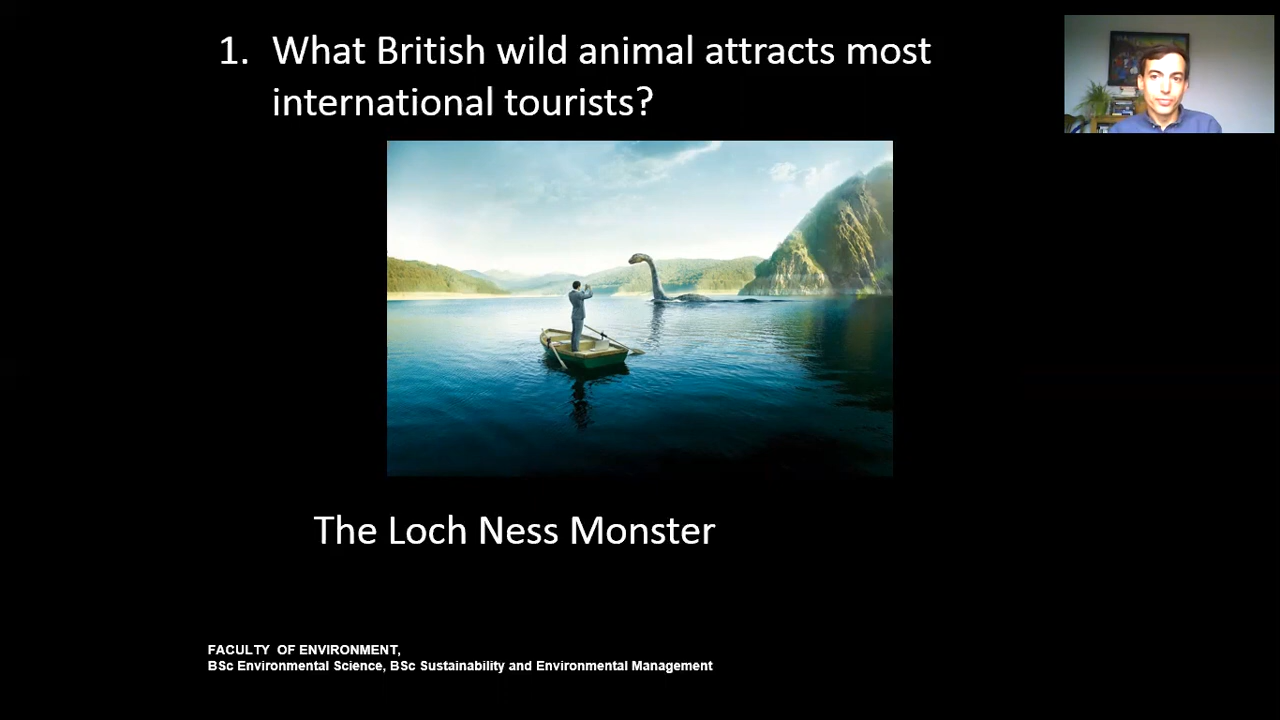 1. What British wild animal attracts most
international tourists?
The Loch Ness Monster
FACULTY OF ENVIRONMENT,
BSc Environmental Science, BSc Sustainability and Environmental Management